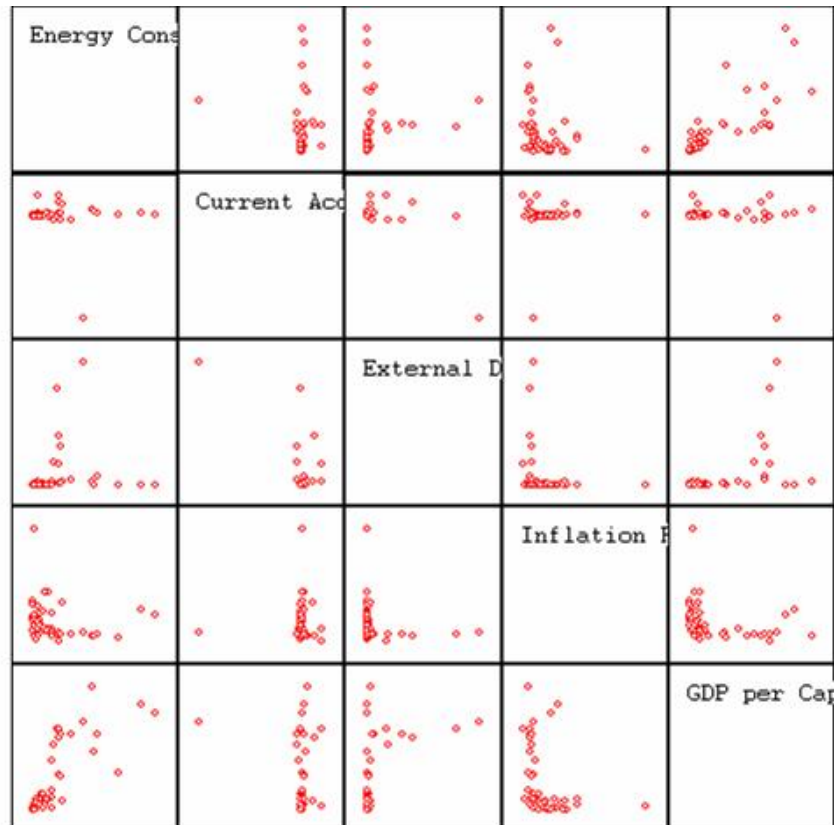 Energy Cons
Current Acc
External D
Inflation
GDP per Cap